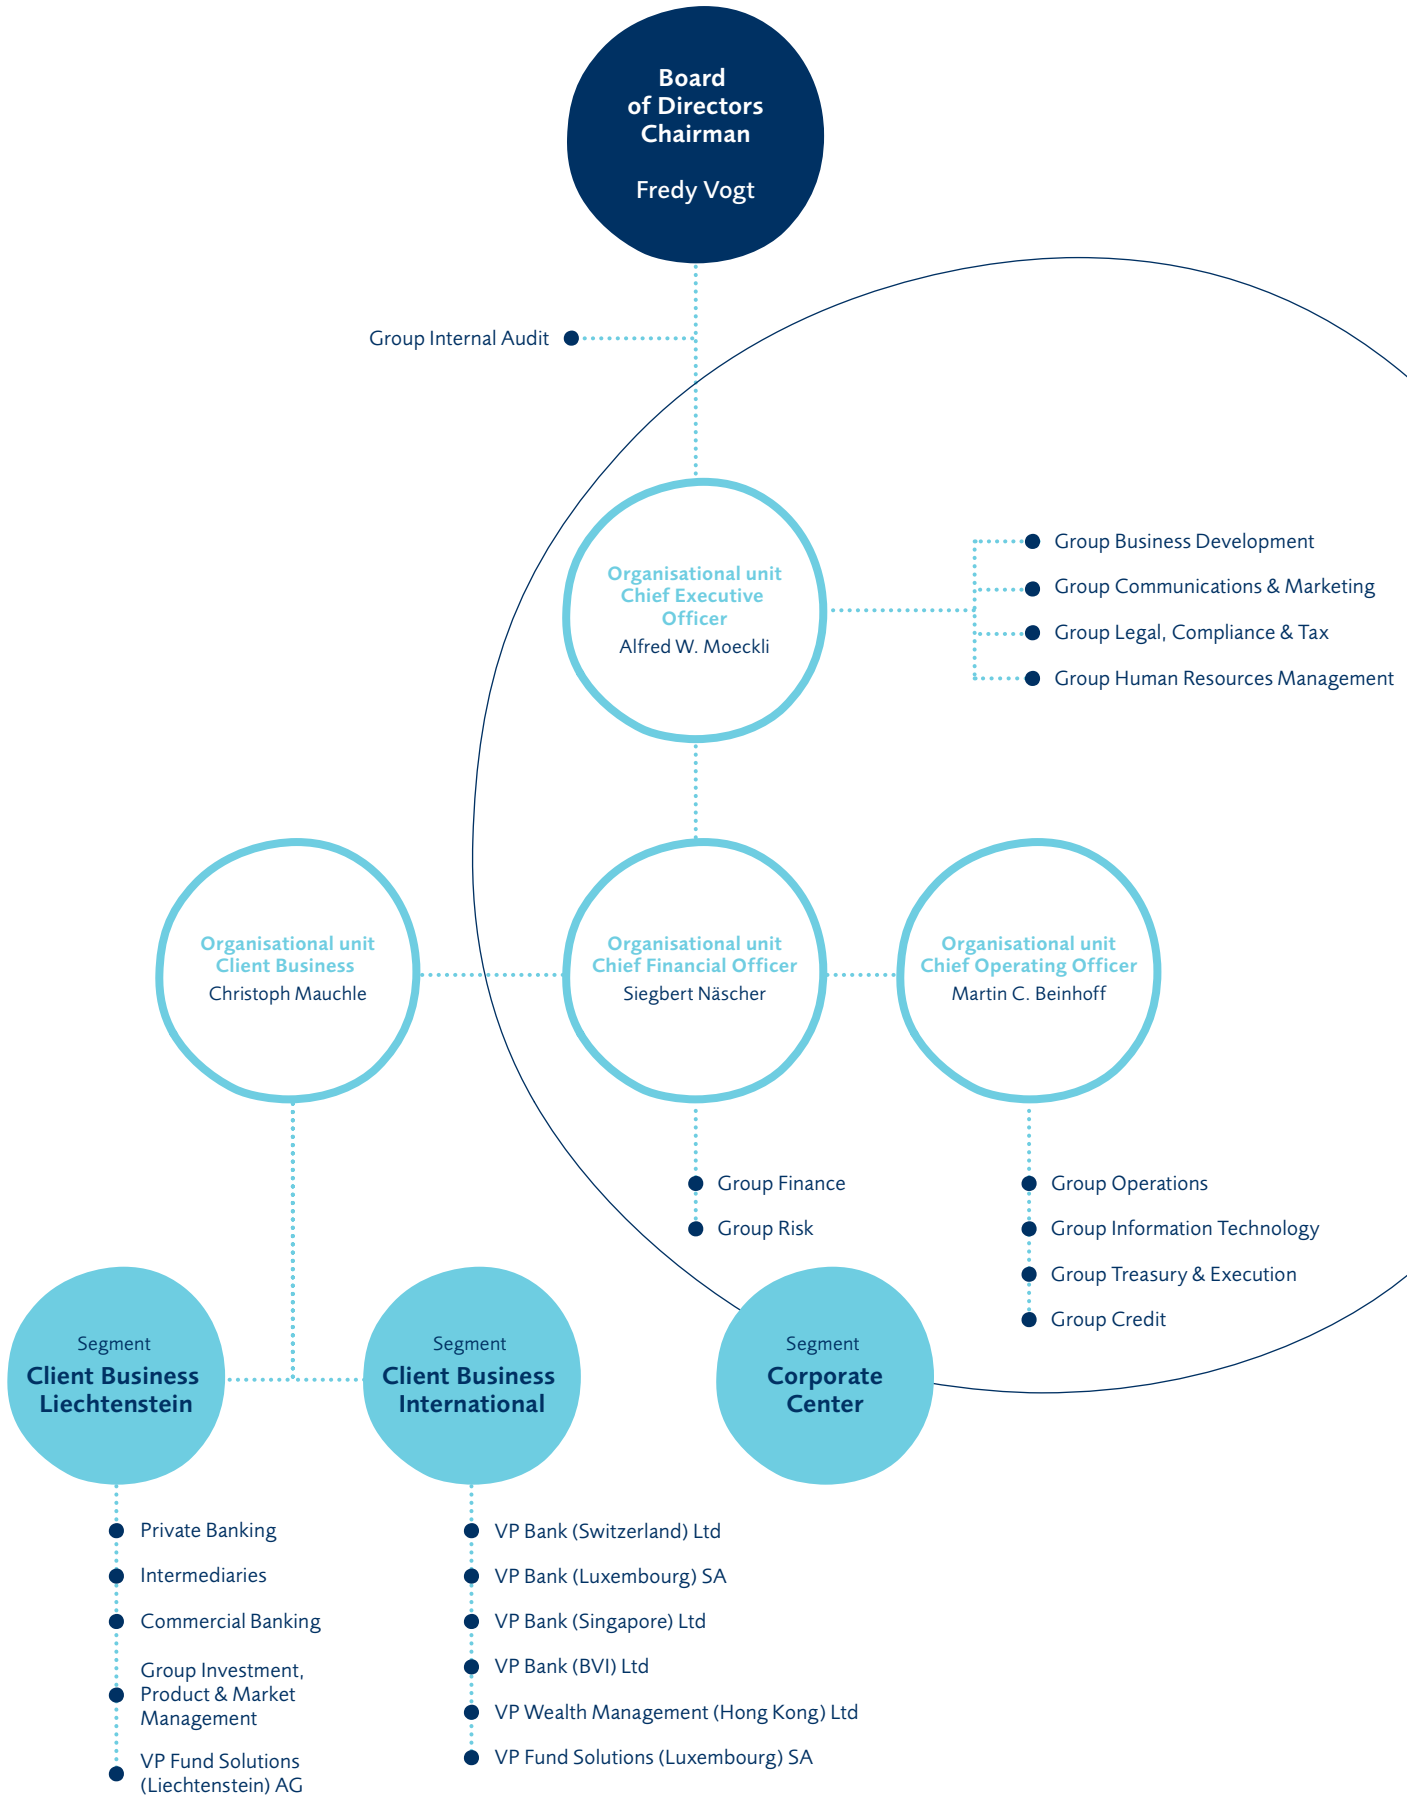 Board
of Directors
Chairman
Fredy Vogt
Group Internal Audit
Organisational unit
Chief Executive
Officer
Alfred W. Moeckli
Group Business Development
Group Communications & Marketing
Group Legal, Compliance & Tax
Group Human Resources Management
Organisational unit
Client Business
Christoph Mauchle
Organisational unit
Chief Financial Officer
Siegbert Näscher
Organisational unit
Chief Operating Officer
Martin C. Beinhoff
Group Finance
Group Risk
Group Operations
Group Information Technology
Group Treasury & Execution
Group Credit
Segment
Client Business
Liechtenstein
Segment
Client Business
International
Segment
Corporate
Center
Private Banking
Intermediaries
Commercial Banking
Group Investment,
Product & Market
Management
VP Fund Solutions
(Liechtenstein) AG
VP Bank (Switzerland) Ltd
VP Bank (Luxembourg) SA
VP Bank (Singapore) Ltd
VP Bank (BVI) Ltd
VP Wealth Management (Hong Kong) Ltd
VP Fund Solutions (Luxembourg) SA